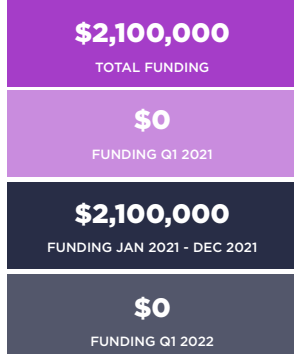 $2,100,000
TOTAL FUNDING
$0
FUNDING Q1 2021
$2,100,000
FUNDING JAN 2021 - DEC 2021
$0
FUNDING Q1 2022